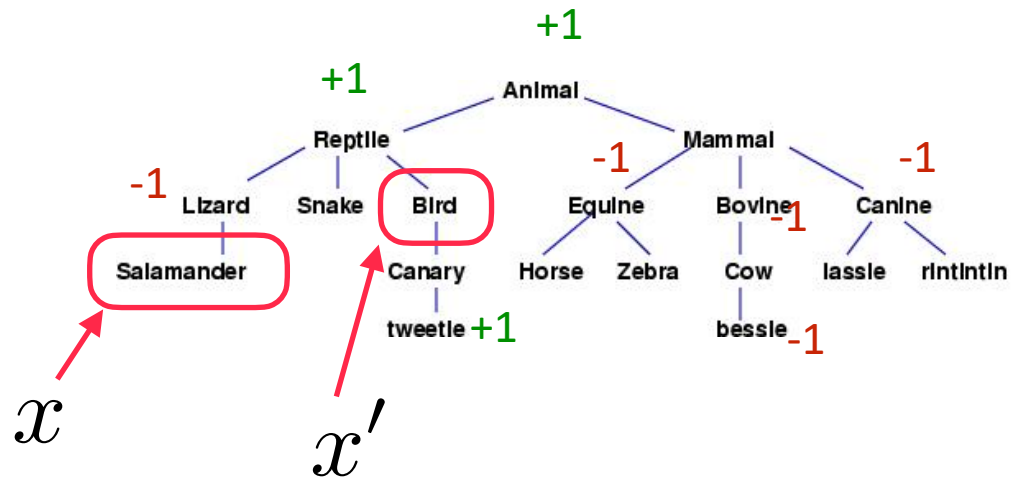 +1
+1 Animal
Reptile Mammal
-1 -1 -1
Lizard Snake Bird Equine Bovine -1 Canine
Salamander Canary Horse Zebra Cow lassie rintintin
tweetie +1 bessie -1
x x′